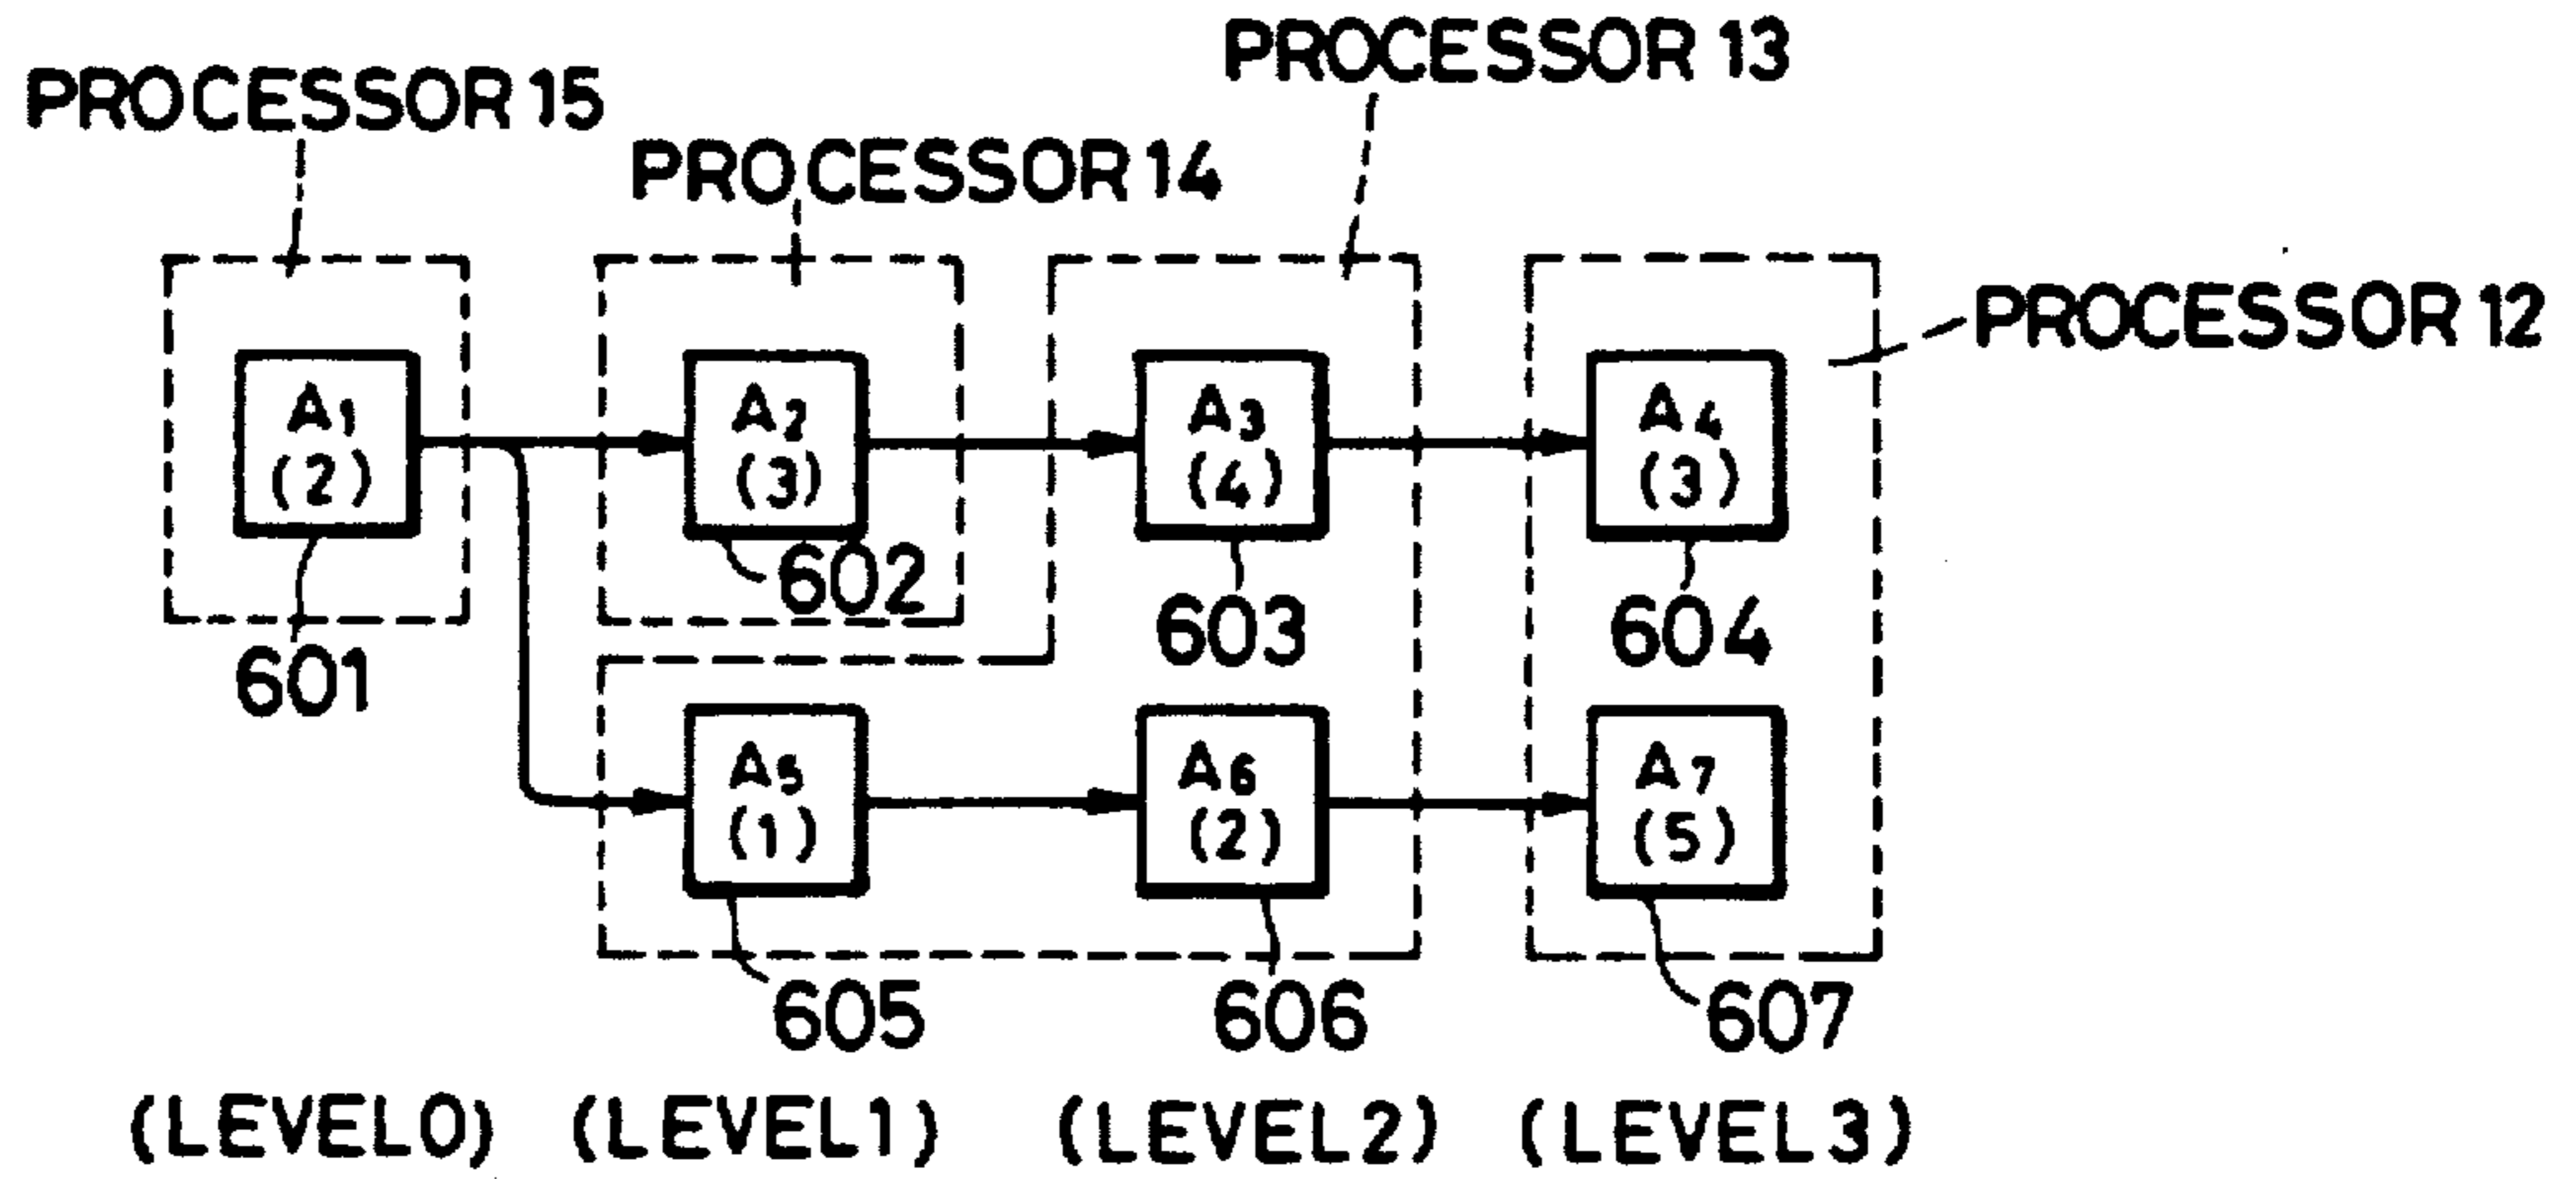 PROCESSOR 13
PROCESSOR 15
PROCESSOR 14
PROCESSOR 12
A1
(2)
A2
(3)
A3
(4)
A4
(3)
602
603
604
601
A5
(1)
A6
(2)
A7
(5)
605
606
607
(LEVEL0) (LEVEL1) (LEVEL2) (LEVEL3)